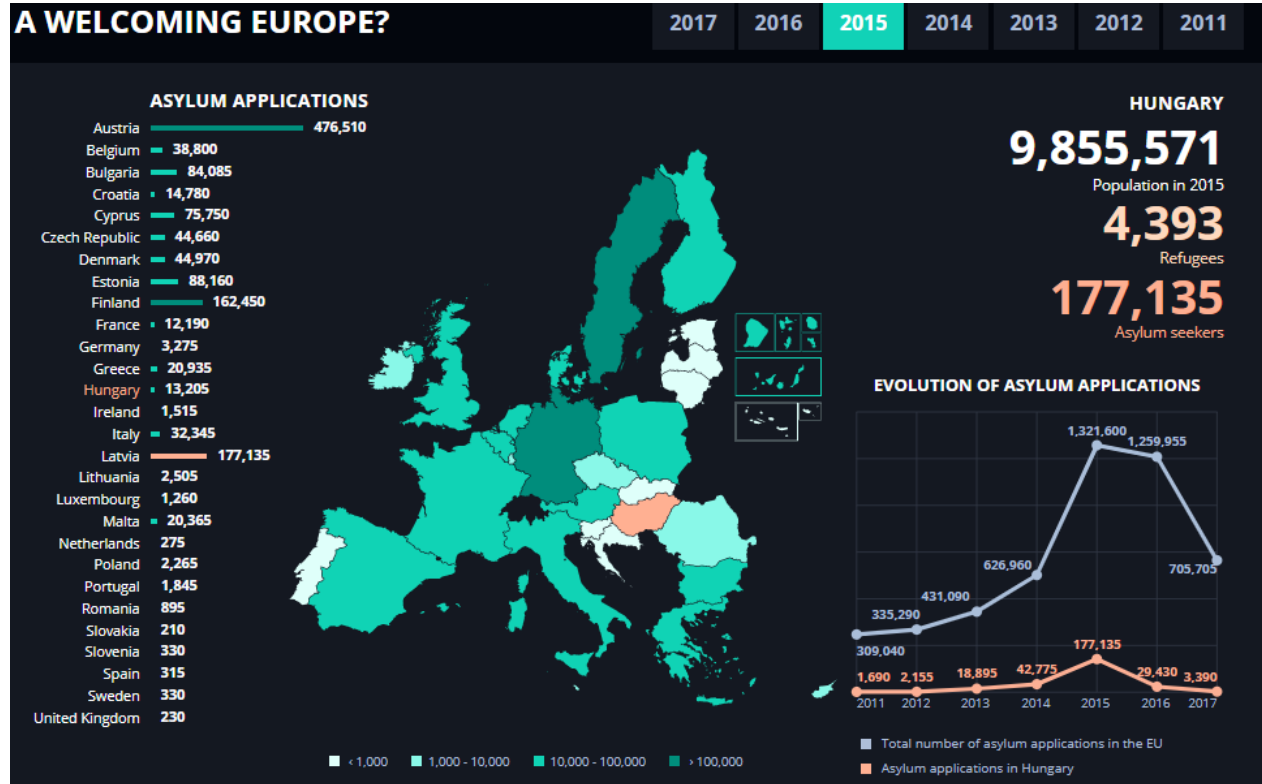 A WELCOMING EUROPE?
2017 2016 2015 2014 2013 2012 2011
ASYLUM APPLICATIONS
Austria 476,510
Belgium 38,800
Bulgaria 84,085
Croatia 14,780
Cyprus 75,750
Czech Republic 44,660
Denmark 44,970
Estonia 88,160
Finland 162,450
France 12,190
Germany 3,275
Greece 20,935
Hungary 13,205
Ireland 1,515
Italy 32,345
Latvia 177,135
Lithuania 2,505
Luxembourg 1,260
Malta 20,365
Netherlands 275
Poland 2,265
Portugal 1,845
Romania 895
Slovakia 210
Slovenia 330
Spain 315
Sweden 330
United Kingdom 230
< 1,000 1,000 - 10,000 10,000 - 100,000 > 100,000
HUNGARY
9,855,571
Population in 2015
4,393
Refugees
177,135
Asylum seekers
EVOLUTION OF ASYLUM APPLICATIONS
1,321,600
1,259,955
626,960
705,705
431,090
335,290
309,040
177,135
1,690 2,155 18,895 42,775 29,430 3,390
2011 2012 2013 2014 2015 2016 2017
Total number of asylum applications in the EU
Asylum applications in Hungary